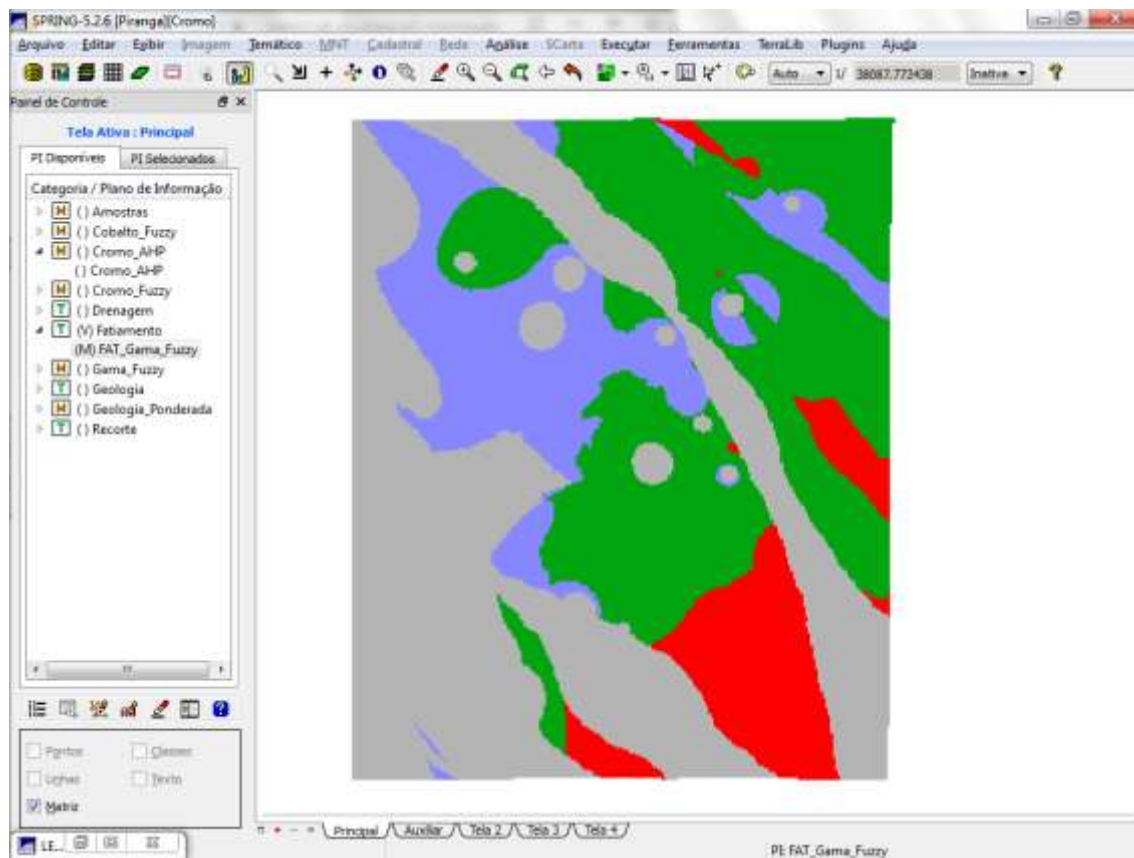 SPRING-5.2.6 [Piranga][Cromo]
Arquivo Editar Exibir Imagem Temático MNT Cadastral Rede Análise SCarta Executar Ferramentas TerraLib Plugins Ajuda
Auto 1/ 38087.773438 Inativa
Painel de Controle
Tela Ativa : Principal
PI Disponíveis PI Selecionados
Categoria / Plano de Informação
( ) Amostras
( ) Cobalto_Fuzzy
( ) Cromo_AHP
( ) Cromo_AHP
( ) Cromo_Fuzzy
( ) Drenagem
(V) Fatiamento
(M) FAT_Gama_Fuzzy
( ) Gama_Fuzzy
( ) Geologia
( ) Geologia_Ponderada
( ) Recorte
Pontos Classes
Linhas Texto
Matriz
Principal Auxiliar Tela 2 Tela 3 Tela 4
LE...
PI: FAT_Gama_Fuzzy